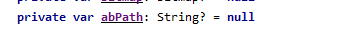 private var abPath: String? = null